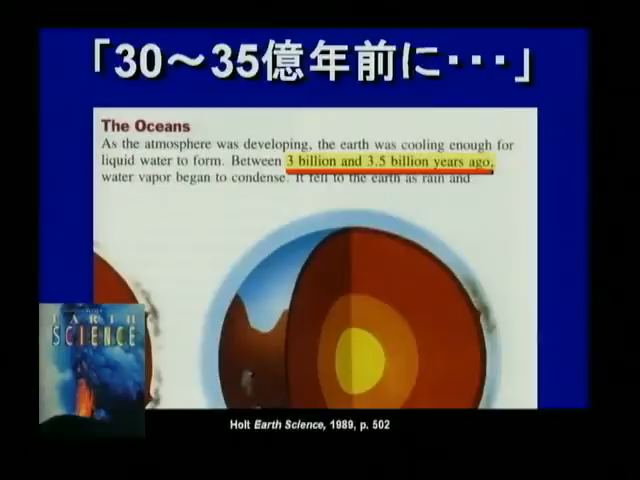 「30～35億年前に・・・」
The Oceans
As the atmosphere was developing, the earth was cooling enough for
liquid water to form. Between 3 billion and 3.5 billion years ago,
water vapor began to condense. It fell to the earth as rain and
EARTH
SCIENCE
Holt Earth Science, 1989, p. 502